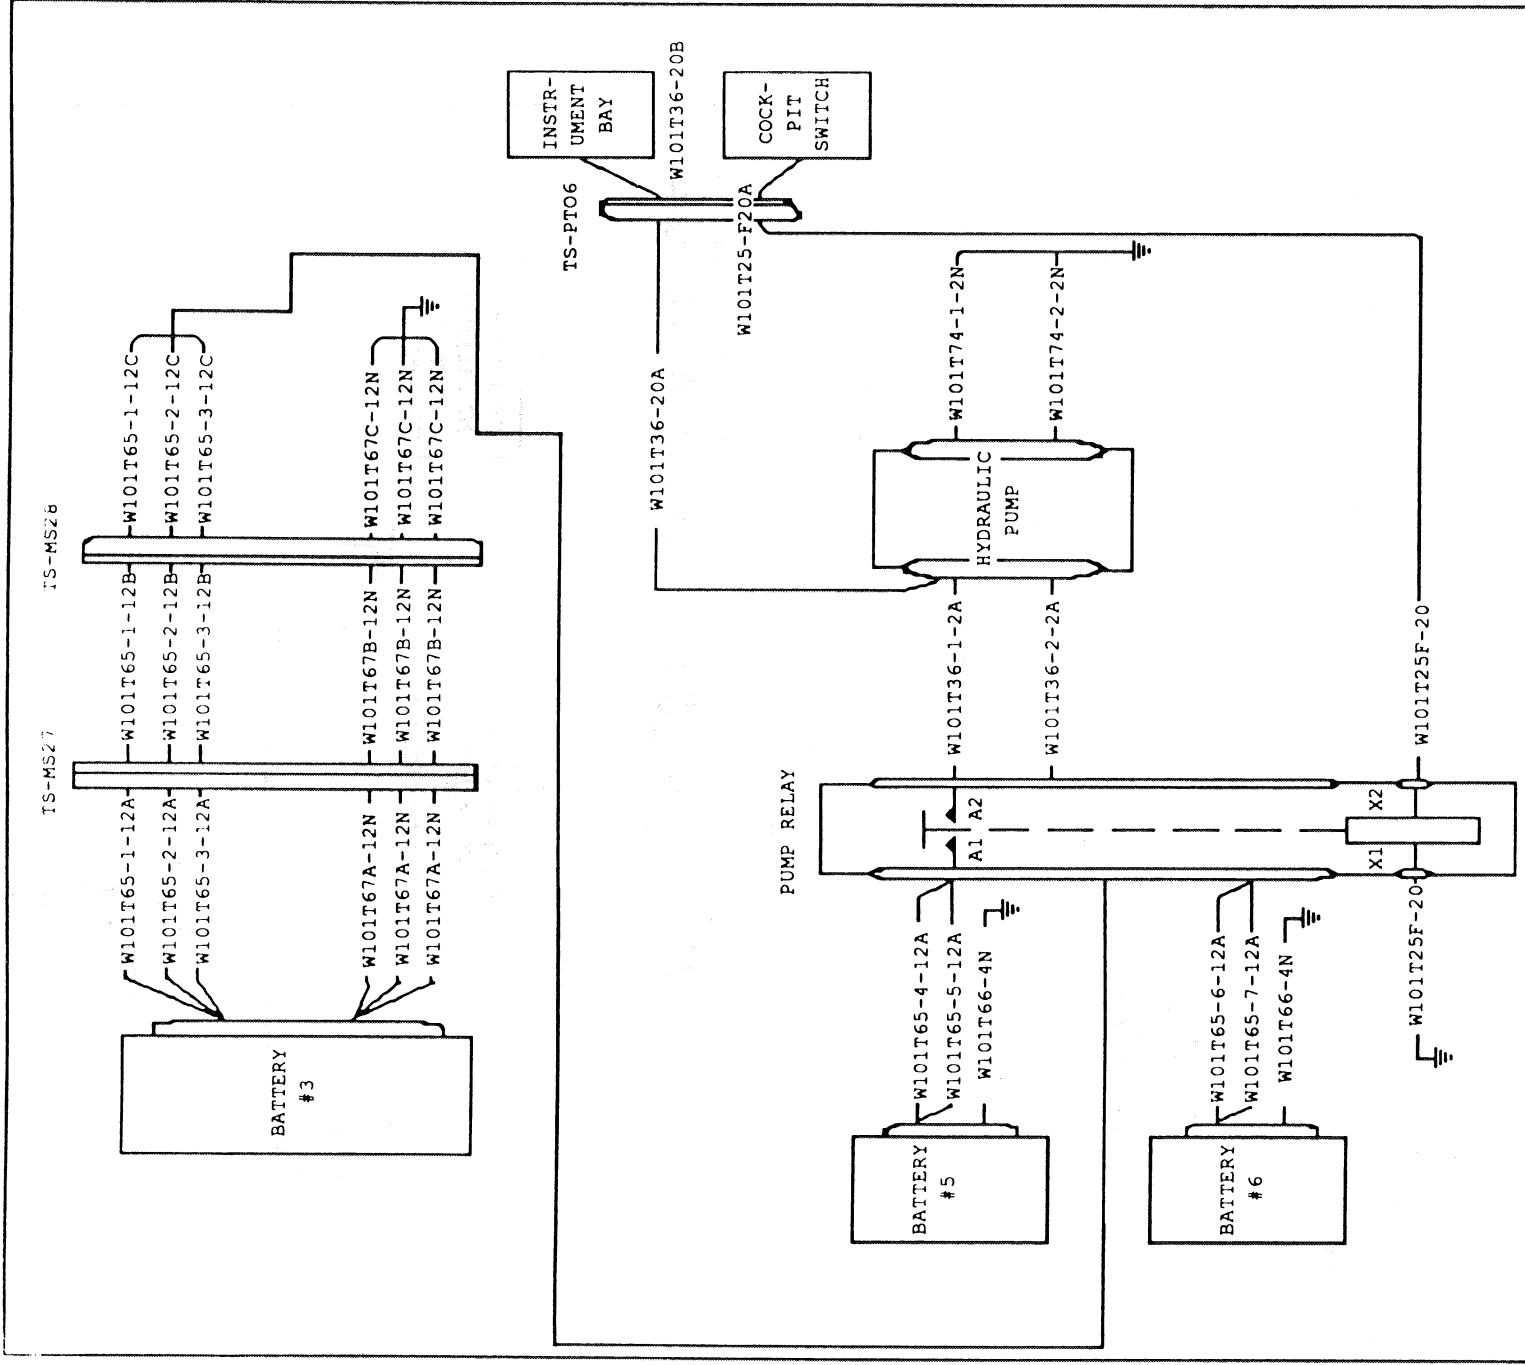 TS-MS27
TS-MS28
BATTERY
#3
W101T65-1-12A
W101T65-2-12A
W101T65-3-12A
W101T67A-12N
W101T67A-12N
W101T67A-12N
W101T65-1-12B
W101T65-2-12B
W101T65-3-12B
W101T67B-12N
W101T67B-12N
W101T67B-12N
W101T65-1-12C
W101T65-2-12C
W101T65-3-12C
W101T67C-12N
W101T67C-12N
W101T67C-12N
TS-PT06
INSTR-
UMENT
BAY
W101T36-20B
COCK-
PIT
SWITCH
W101T25-F20A
W101T36-20A
PUMP RELAY
A1
A2
X1
X2
HYDRAULIC
PUMP
W101T36-1-2A
W101T36-2-2A
W101T74-1-2N
W101T74-2-2N
BATTERY
#5
W101T65-4-12A
W101T65-5-12A
W101T66-4N
BATTERY
#6
W101T65-6-12A
W101T65-7-12A
W101T66-4N
W101T25F-20
W101T25F-20